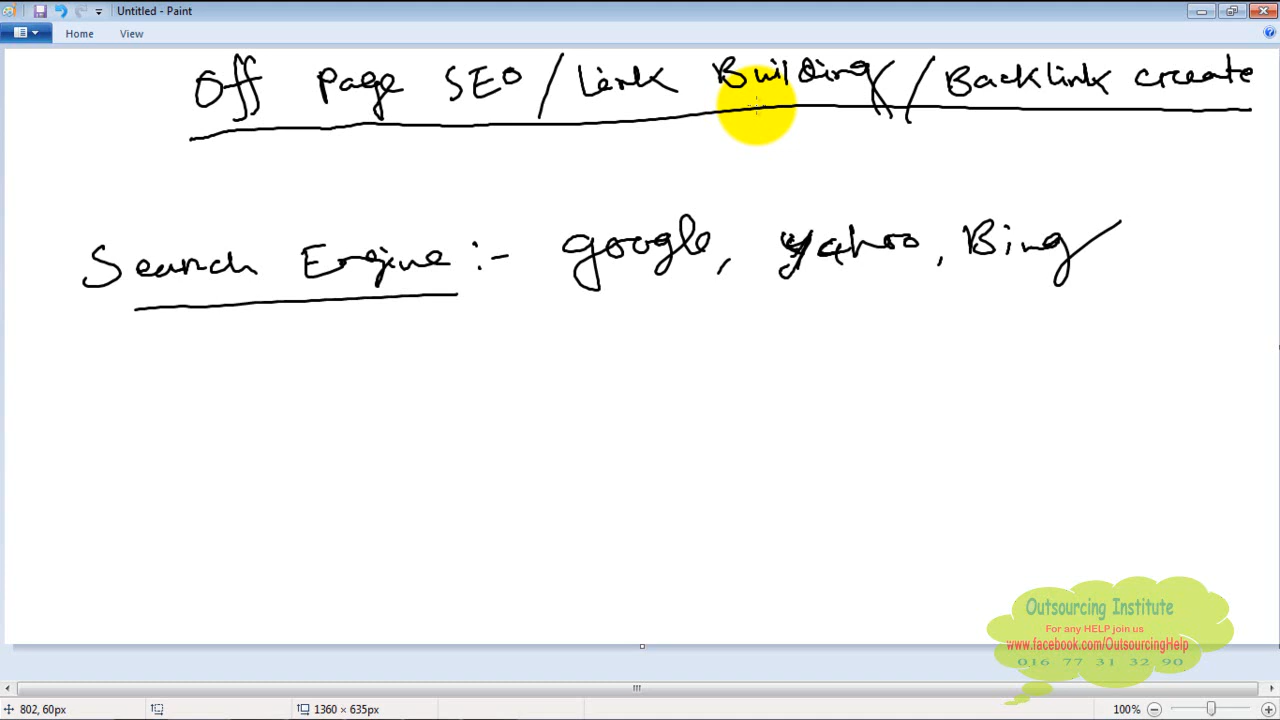 Untitled - Paint
Home View
Off Page SEO / Link Building / Backlink create
Search Engine :- google, yahoo, Bing
Outsourcing Institute
For any HELP join us
www.facebook.com/OutsourcingHelp
016 77 31 32 90
802, 60px 1360 × 635px 100%